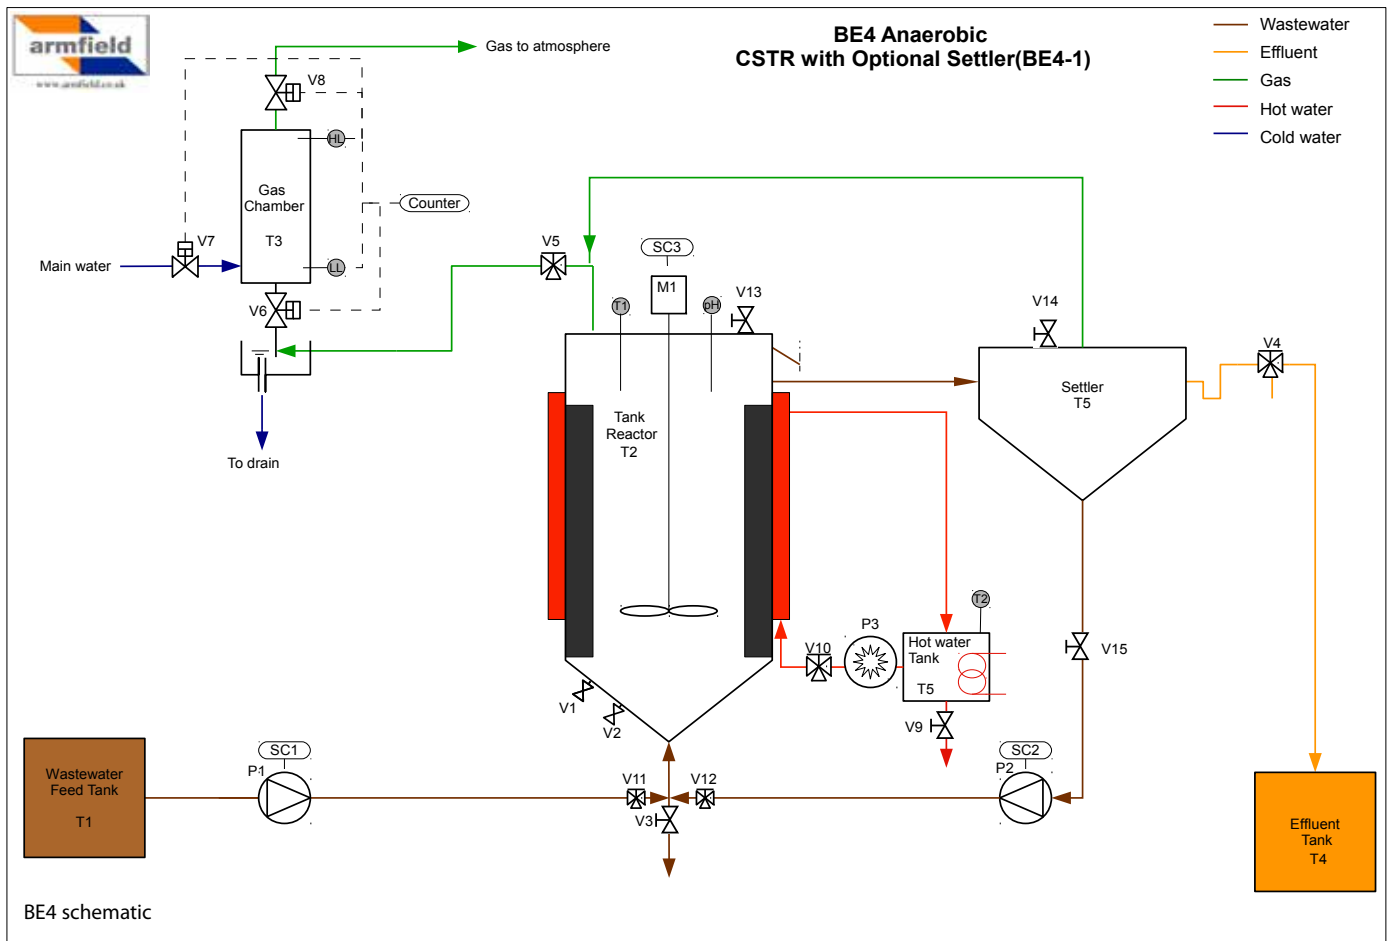 armfield
www.armfield.co.uk
BE4 Anaerobic
CSTR with Optional Settler(BE4-1)
Wastewater
Effluent
Gas
Hot water
Cold water
Gas to atmosphere
V8
HL
Gas
Chamber
T3
Counter
V7
Main water
LL
V6
To drain
V5
SC3
M1
T1
pH
V13
V14
V4
Settler
T5
Tank
Reactor
T2
T2
P3
V10
Hot water
Tank
T5
V9
V15
V1
V2
SC1
P1
V11
V12
V3
SC2
P2
Wastewater
Feed Tank
T1
Effluent
Tank
T4
BE4 schematic